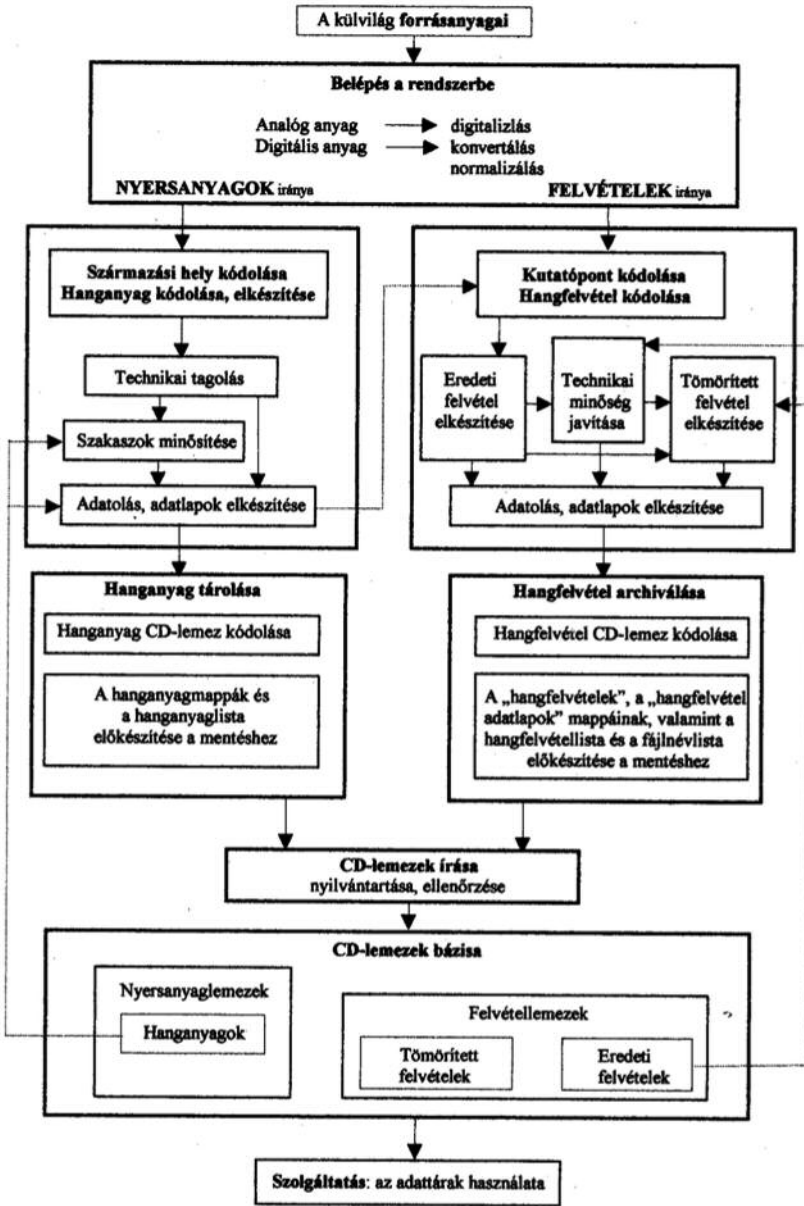 A külvilág forrásanyagai
Belépés a rendszerbe
Analóg anyag digitalizlás
Digitális anyag konvertálás
normalizálás
NYERSANYAGOK iránya
FELVÉTELEK iránya
Származási hely kódolása
Hanganyag kódolása, elkészítése
Technikai tagolás
Szakaszok minősítése
Adatolás, adatlapok elkészítése
Kutatópont kódolása
Hangfelvétel kódolása
Eredeti
felvétel
elkészítése
Technikai
minőség
javítása
Tömörített
felvétel
elkészítése
Adatolás, adatlapok elkészítése
Hanganyag tárolása
Hanganyag CD-lemez kódolása
A hanganyagmappák és
a hanganyaglista
előkészítése a mentéshez
Hangfelvétel archiválása
Hangfelvétel CD-lemez kódolása
A „hangfelvételek”, a „hangfelvétel
adatlapok” mappáinak, valamint a
hangfelvétellista és a fájlnévlista
előkészítése a mentéshez
CD-lemezek írása
nyilvántartása, ellenőrzése
CD-lemezek bázisa
Nyersanyaglemezek
Hanganyagok
Felvétellemezek
Tömörített
felvételek
Eredeti
felvételek
Szolgáltatás: az adattárak használata